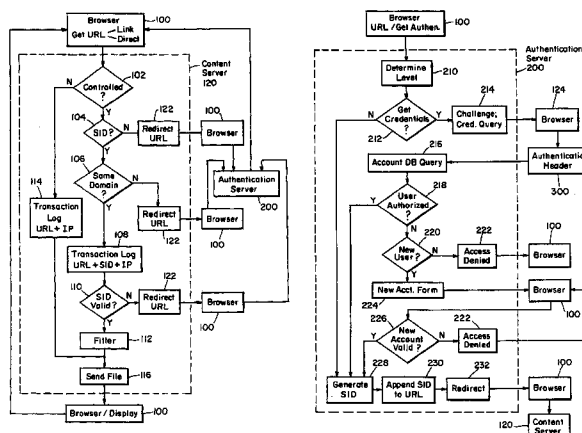 Browser
Get URL
Link
Direct
100
Content
Server
120
102
Controlled
?
N
Y
104
SID?
N
Y
122
Redirect
URL
100
Browser
106
Same
Domain
?
N
Y
Authentication
Server
200
114
Transaction
Log
URL + IP
Redirect
URL
122
Browser
100
108
Transaction Log
URL + SID + IP
110
SID
Valid?
N
Y
122
Redirect
URL
Browser
100
Filter
112
Send File
116
Browser / Display
100
Browser
URL / Get Authen.
100
Authentication
Server
200
Determine
Level
210
Get
Credentials
?
212
N
Y
214
Challenge;
Cred. Query
124
Browser
216
Account DB Query
Authentication
Header
300
218
User
Authorized
?
Y
N
220
New
User?
N
Y
222
Access
Denied
100
Browser
New Acct. Form
224
Browser
100
226
New
Account
Valid ?
Y
N
222
Access
Denied
Generate
SID
228
Append SID
to URL
230
Redirect
232
Browser
100
Content
Server
120